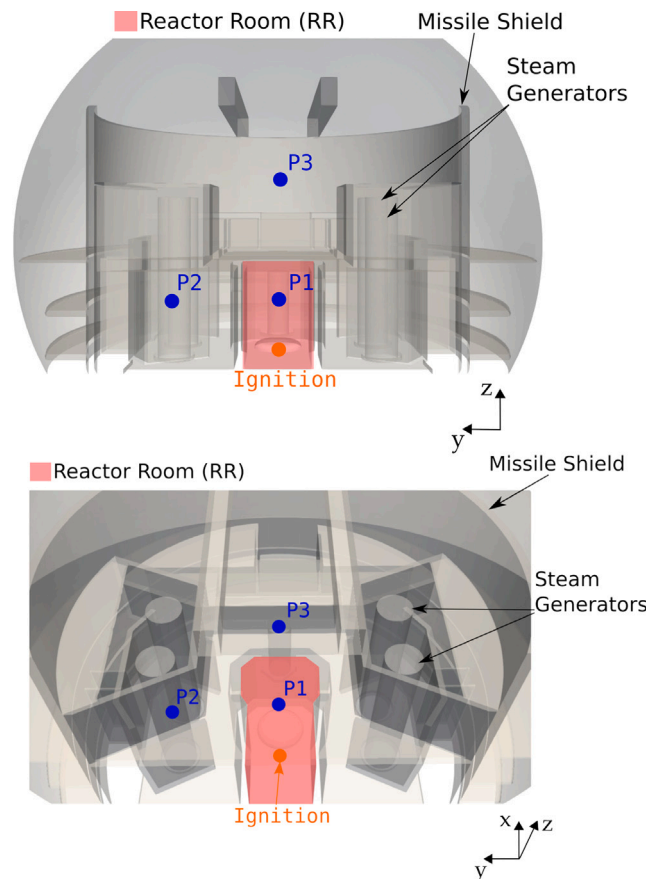 Reactor Room (RR)
Missile Shield
Steam
Generators
P3
P2
P1
Ignition
z
y
Reactor Room (RR)
Missile Shield
Steam
Generators
P3
P1
P2
Ignition
x
z
y